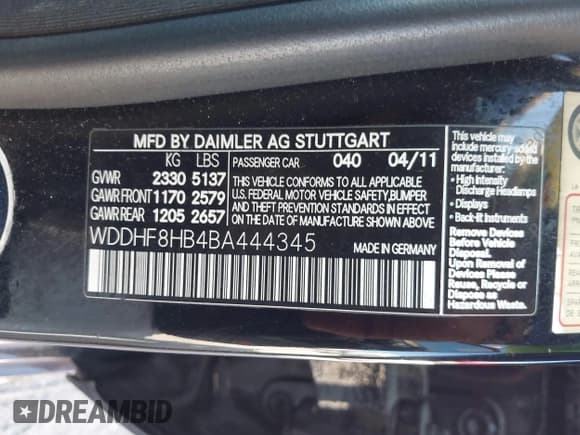 MFD BY DAIMLER AG STUTTGART
KG LBS
GVWR 2330 5137
GAWR FRONT 1170 2579
GAWR REAR 1205 2657
PASSENGER CAR 040 04/11
THIS VEHICLE CONFORMS TO ALL APPLICABLE
U.S. FEDERAL MOTOR VEHICLE SAFETY,BUMPER
AND THEFT PREVENTION STANDARDS IN EFFECT
ON THE DATE OF MANUFACTURE SHOWN ABOVE
WDDHF8HB4BA444345
This vehicle may
include mercury-added
devices installed by the
manufacturer:
• High Intensity
Discharge Headlamps
• Displays
• Back-lit Instruments
Remove Devices
Before Vehicle
Disposal.
Upon Removal of
Devices Please
Reuse, Recycle or
Dispose as
Hazardous Waste.
DREAMBID